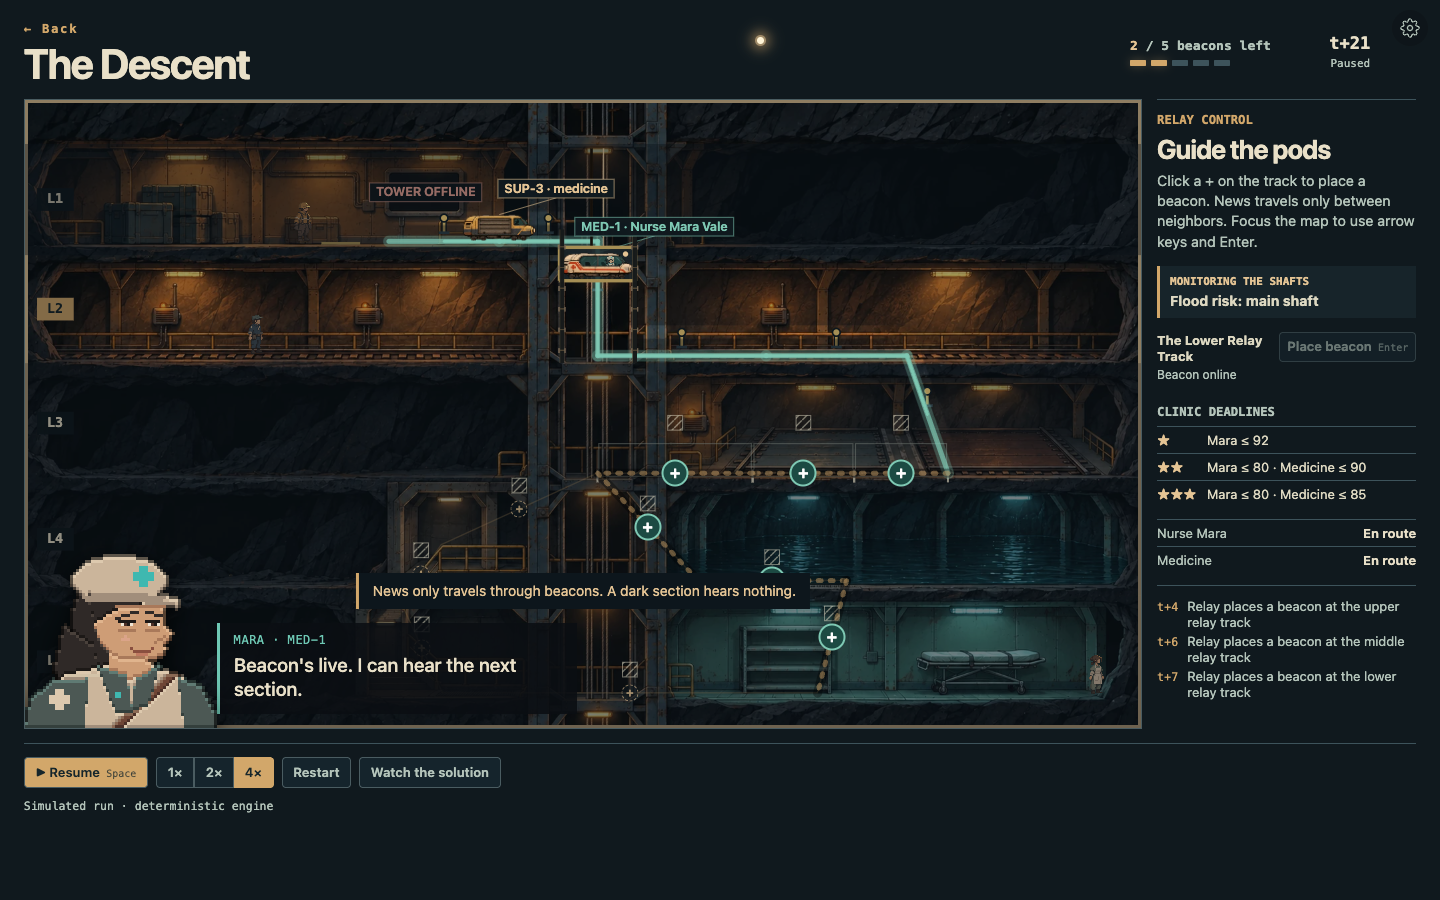 ← Back
The Descent
2 / 5 beacons left
t+21
Paused
L1
TOWER OFFLINE
SUP-3 · medicine
MED-1 · Nurse Mara Vale
L2
L3
L4
News only travels through beacons. A dark section hears nothing.
MARA · MED-1
Beacon's live. I can hear the next
section.
RELAY CONTROL
Guide the pods
Click a + on the track to place a
beacon. News travels only between
neighbors. Focus the map to use arrow
keys and Enter.
MONITORING THE SHAFTS
Flood risk: main shaft
The Lower Relay
Track
Beacon online
Place beacon Enter
CLINIC DEADLINES
★ Mara ≤ 92
★★ Mara ≤ 80 · Medicine ≤ 90
★★★ Mara ≤ 80 · Medicine ≤ 85
Nurse Mara En route
Medicine En route
t+4 Relay places a beacon at the upper
relay track
t+6 Relay places a beacon at the middle
relay track
t+7 Relay places a beacon at the lower
relay track
▶ Resume Space
1×
2×
4×
Restart
Watch the solution
Simulated run · deterministic engine